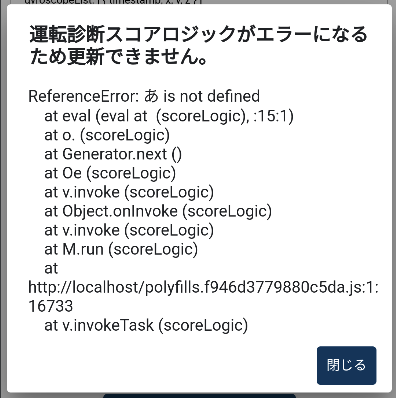 運転診断スコアロジックがエラーになる
ため更新できません。
ReferenceError: あ is not defined
at eval (eval at  (scoreLogic), :15:1)
at o. (scoreLogic)
at Generator.next ()
at Oe (scoreLogic)
at v.invoke (scoreLogic)
at Object.onInvoke (scoreLogic)
at v.invoke (scoreLogic)
at M.run (scoreLogic)
at
http://localhost/polyfills.f946d3779880c5da.js:1:
16733
at v.invokeTask (scoreLogic)
閉じる